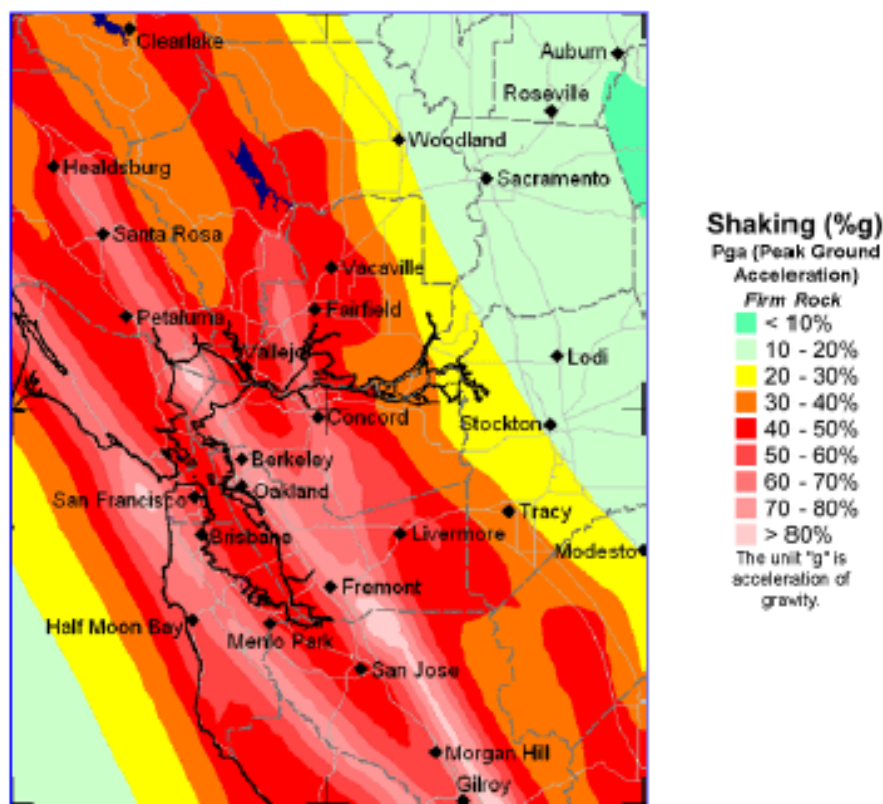 Clearlake
Auburn
Roseville
Woodland
Healdsburg
Sacramento
Santa Rosa
Vacaville
Petaluma
Fairfield
Vallejo
Lodi
Concord
Stockton
Berkeley
San Francisco
Oakland
Tracy
Brisbane
Livermore
Modesto
Fremont
Half Moon Bay
Menlo Park
San Jose
Morgan Hill
Gilroy
Shaking (%g)
Pga (Peak Ground
Acceleration)
Firm Rock
< 10%
10 - 20%
20 - 30%
30 - 40%
40 - 50%
50 - 60%
60 - 70%
70 - 80%
> 80%
The unit "g" is
acceleration of
gravity.